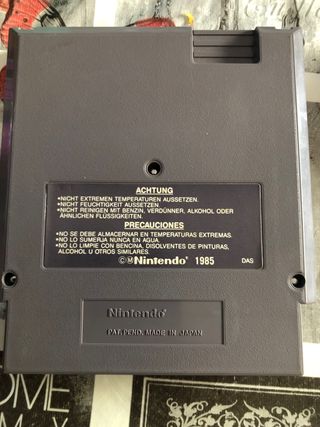 ACHTUNG
•NICHT EXTREMEN TEMPERATUREN AUSSETZEN.
•NICHT FEUCHTIGKEIT AUSSETZEN.
•NICHT REINIGEN MIT BENZIN, VERDÜNNER, ALKOHOL ODER
ÄHNLICHEN FLÜSSIGKEITEN.
PRECAUCIONES
•NO SE DEBE ALMACERNAR EN TEMPERATURAS EXTREMAS.
•NO LO SUMERJA NUNCA EN AGUA.
•NO LO LIMPIE CON BENCINA, DISOLVENTES DE PINTURAS,
ALCOHOL U OTROS SIMILARES.
©M Nintendo® 1985 DAS
Nintendo®
PAT. PEND. MADE IN JAPAN
OME